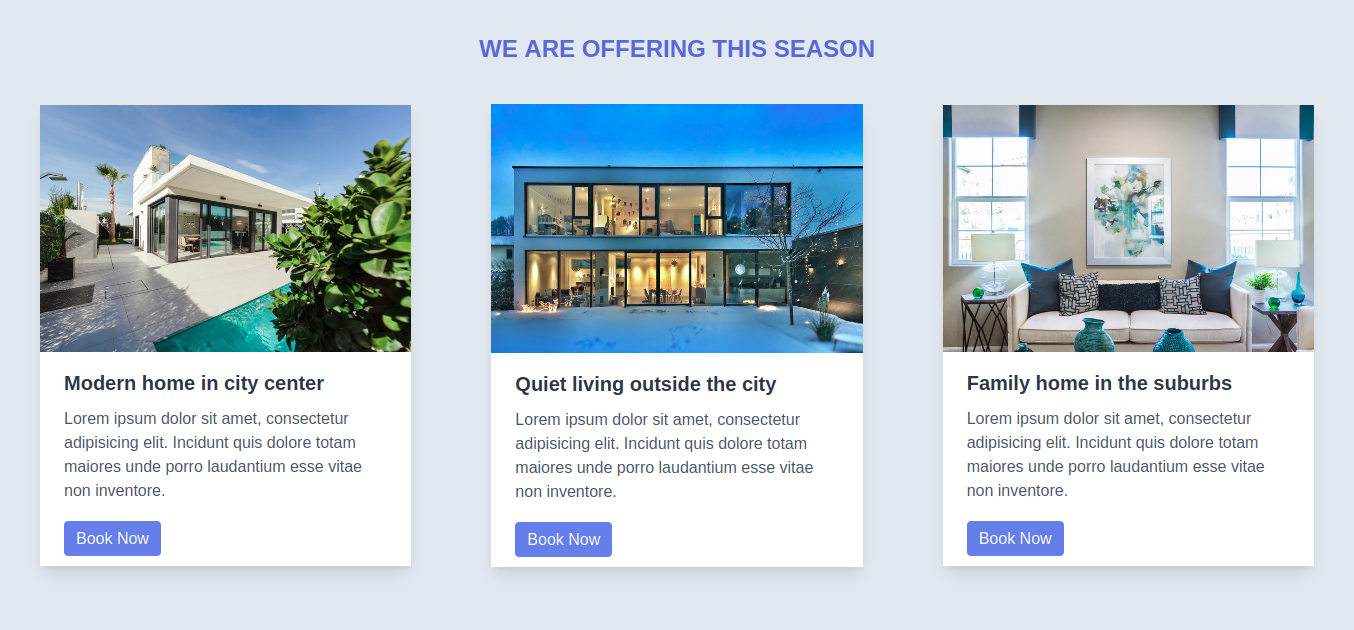 WE ARE OFFERING THIS SEASON
Modern home in city center
Lorem ipsum dolor sit amet, consectetur
adipisicing elit. Incidunt quis dolore totam
maiores unde porro laudantium esse vitae
non inventore.
Book Now
Quiet living outside the city
Lorem ipsum dolor sit amet, consectetur
adipisicing elit. Incidunt quis dolore totam
maiores unde porro laudantium esse vitae
non inventore.
Book Now
Family home in the suburbs
Lorem ipsum dolor sit amet, consectetur
adipisicing elit. Incidunt quis dolore totam
maiores unde porro laudantium esse vitae
non inventore.
Book Now